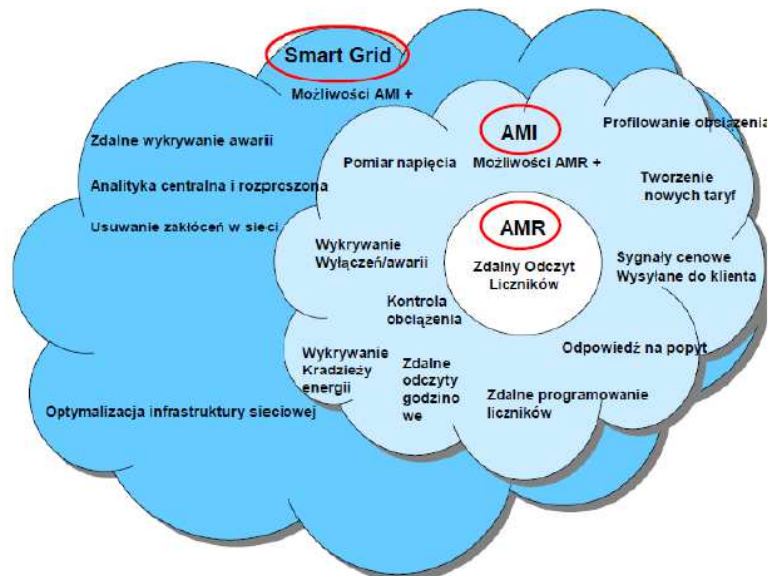 Smart Grid
Możliwości AMI +
Zdalne wykrywanie awarii
Analityka centralna i rozproszona
Usuwanie zakłóceń w sieci
Optymalizacja infrastruktury sieciowej
AMI
Możliwości AMR +
Profilowanie obciążenia
Pomiar napięcia
Tworzenie
nowych taryf
AMR
Zdalny Odczyt
Liczników
Wykrywanie
Wyłączeń/awarii
Sygnały cenowe
Wysyłane do klienta
Kontrola
obciążenia
Odpowiedź na popyt
Wykrywanie
Kradzieży
energii
Zdalne
odczyty
godzino
we
Zdalne programowanie
liczników